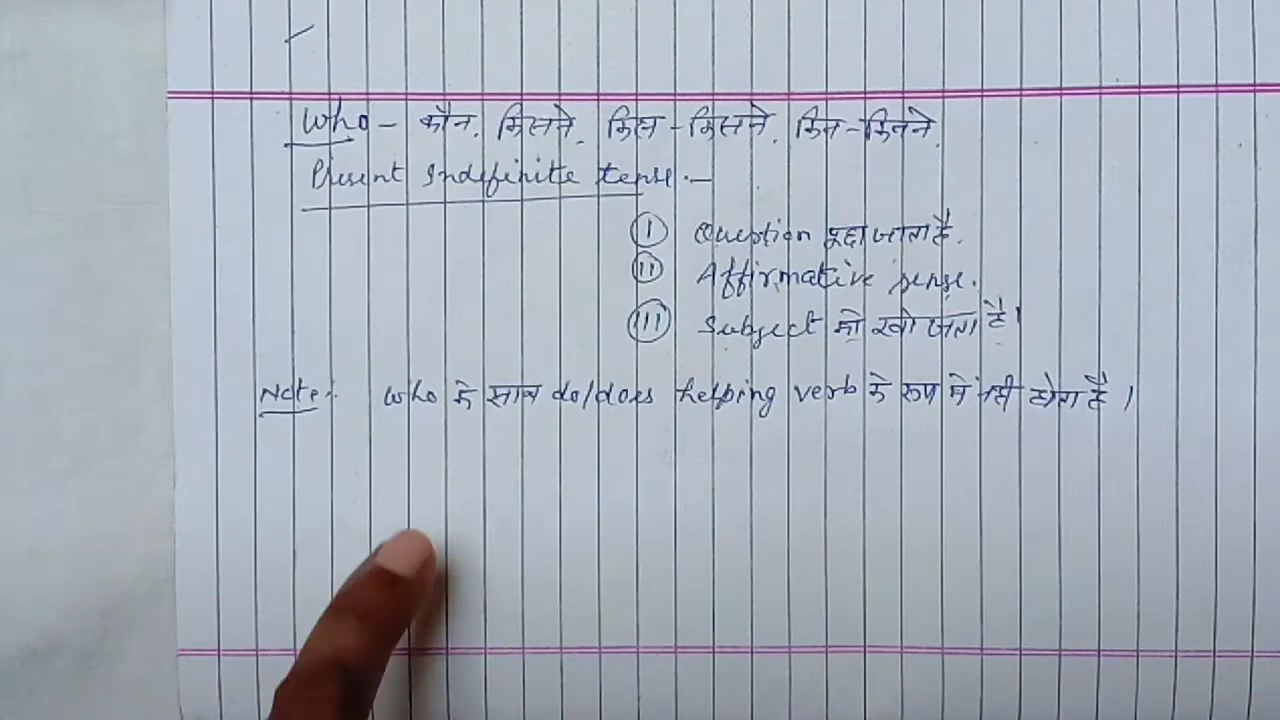 Who - कौन, किसने, किस-किसने, किन-किनने,
Present Indefinite tense :-
(i) Question पूछा जाता है.
(ii) Affirmative sense.
(iii) Subject को खो जाता है।
Note :- Who के साथ do/does helping verb के रूप में नही होता है।